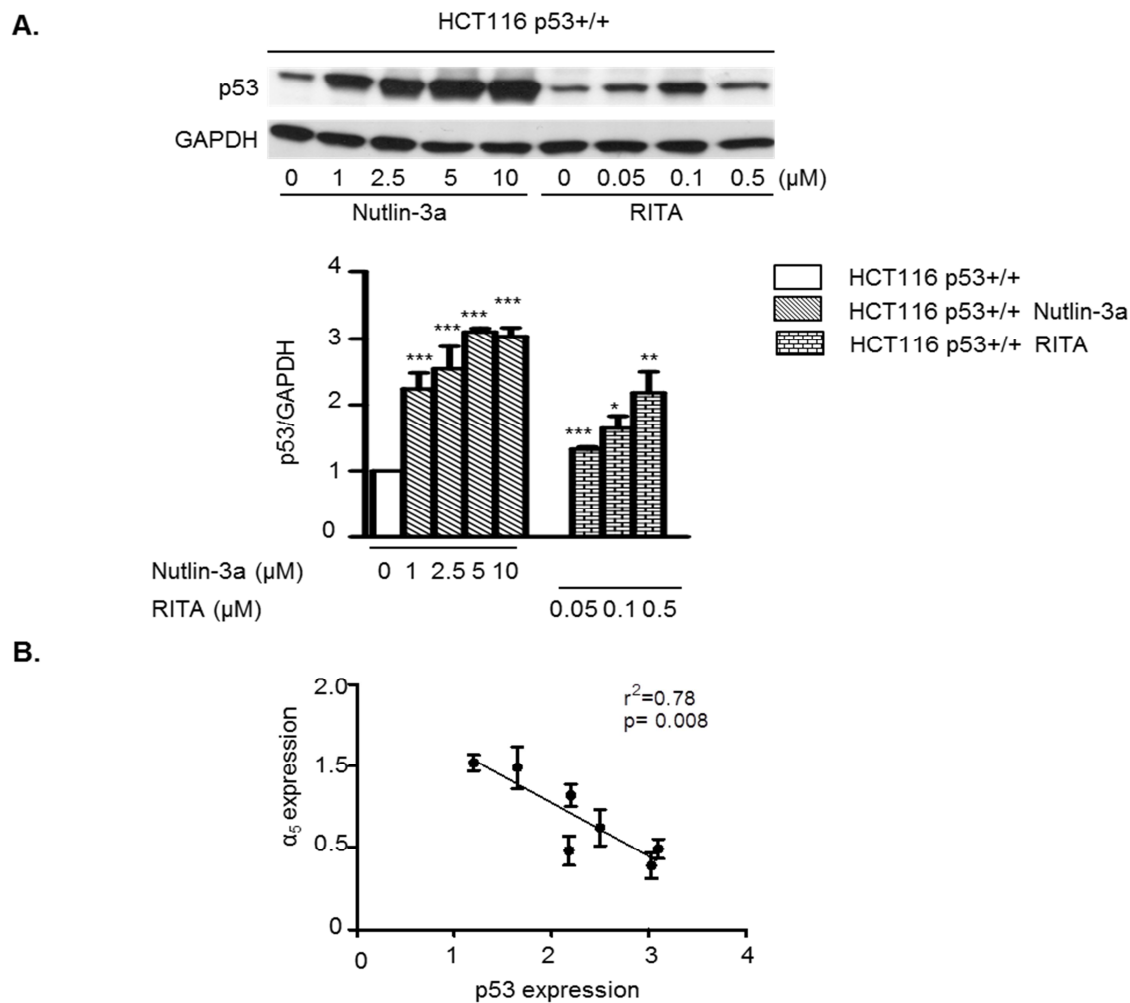 A.
HCT116 p53+/+
p53
GAPDH
0 1 2.5 5 10 0 0.05 0.1 0.5 (µM)
Nutlin-3a RITA
4
3
2
1
0
p53/GAPDH
*** *** *** *** *** * **
HCT116 p53+/+
HCT116 p53+/+ Nutlin-3a
HCT116 p53+/+ RITA
Nutlin-3a (µM) 0 1 2.5 5 10
RITA (µM) 0.05 0.1 0.5
B.
2.0
1.5
0.5
0
α5 expression
r2=0.78
p= 0.008
0 1 2 3 4
p53 expression